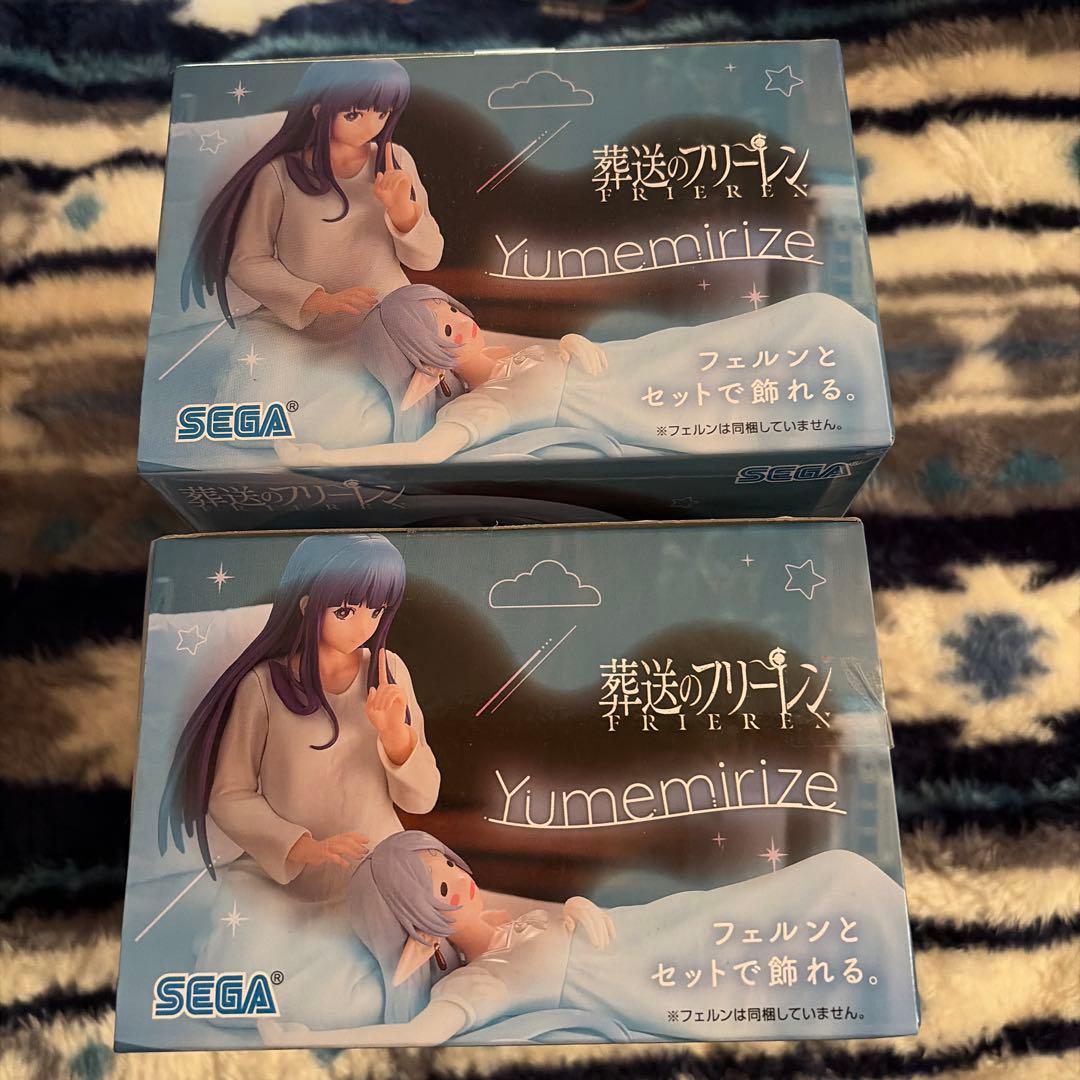 葬送のフリーレン
FRIEREN
Yumemirize
フェルンと
セットで飾れる。
※フェルンは同梱していません。
SEGA®
葬送のフリーレン
FRIEREN
SEGA
葬送のフリーレン
FRIEREN
Yumemirize
フェルンと
セットで飾れる。
※フェルンは同梱していません。
SEGA®